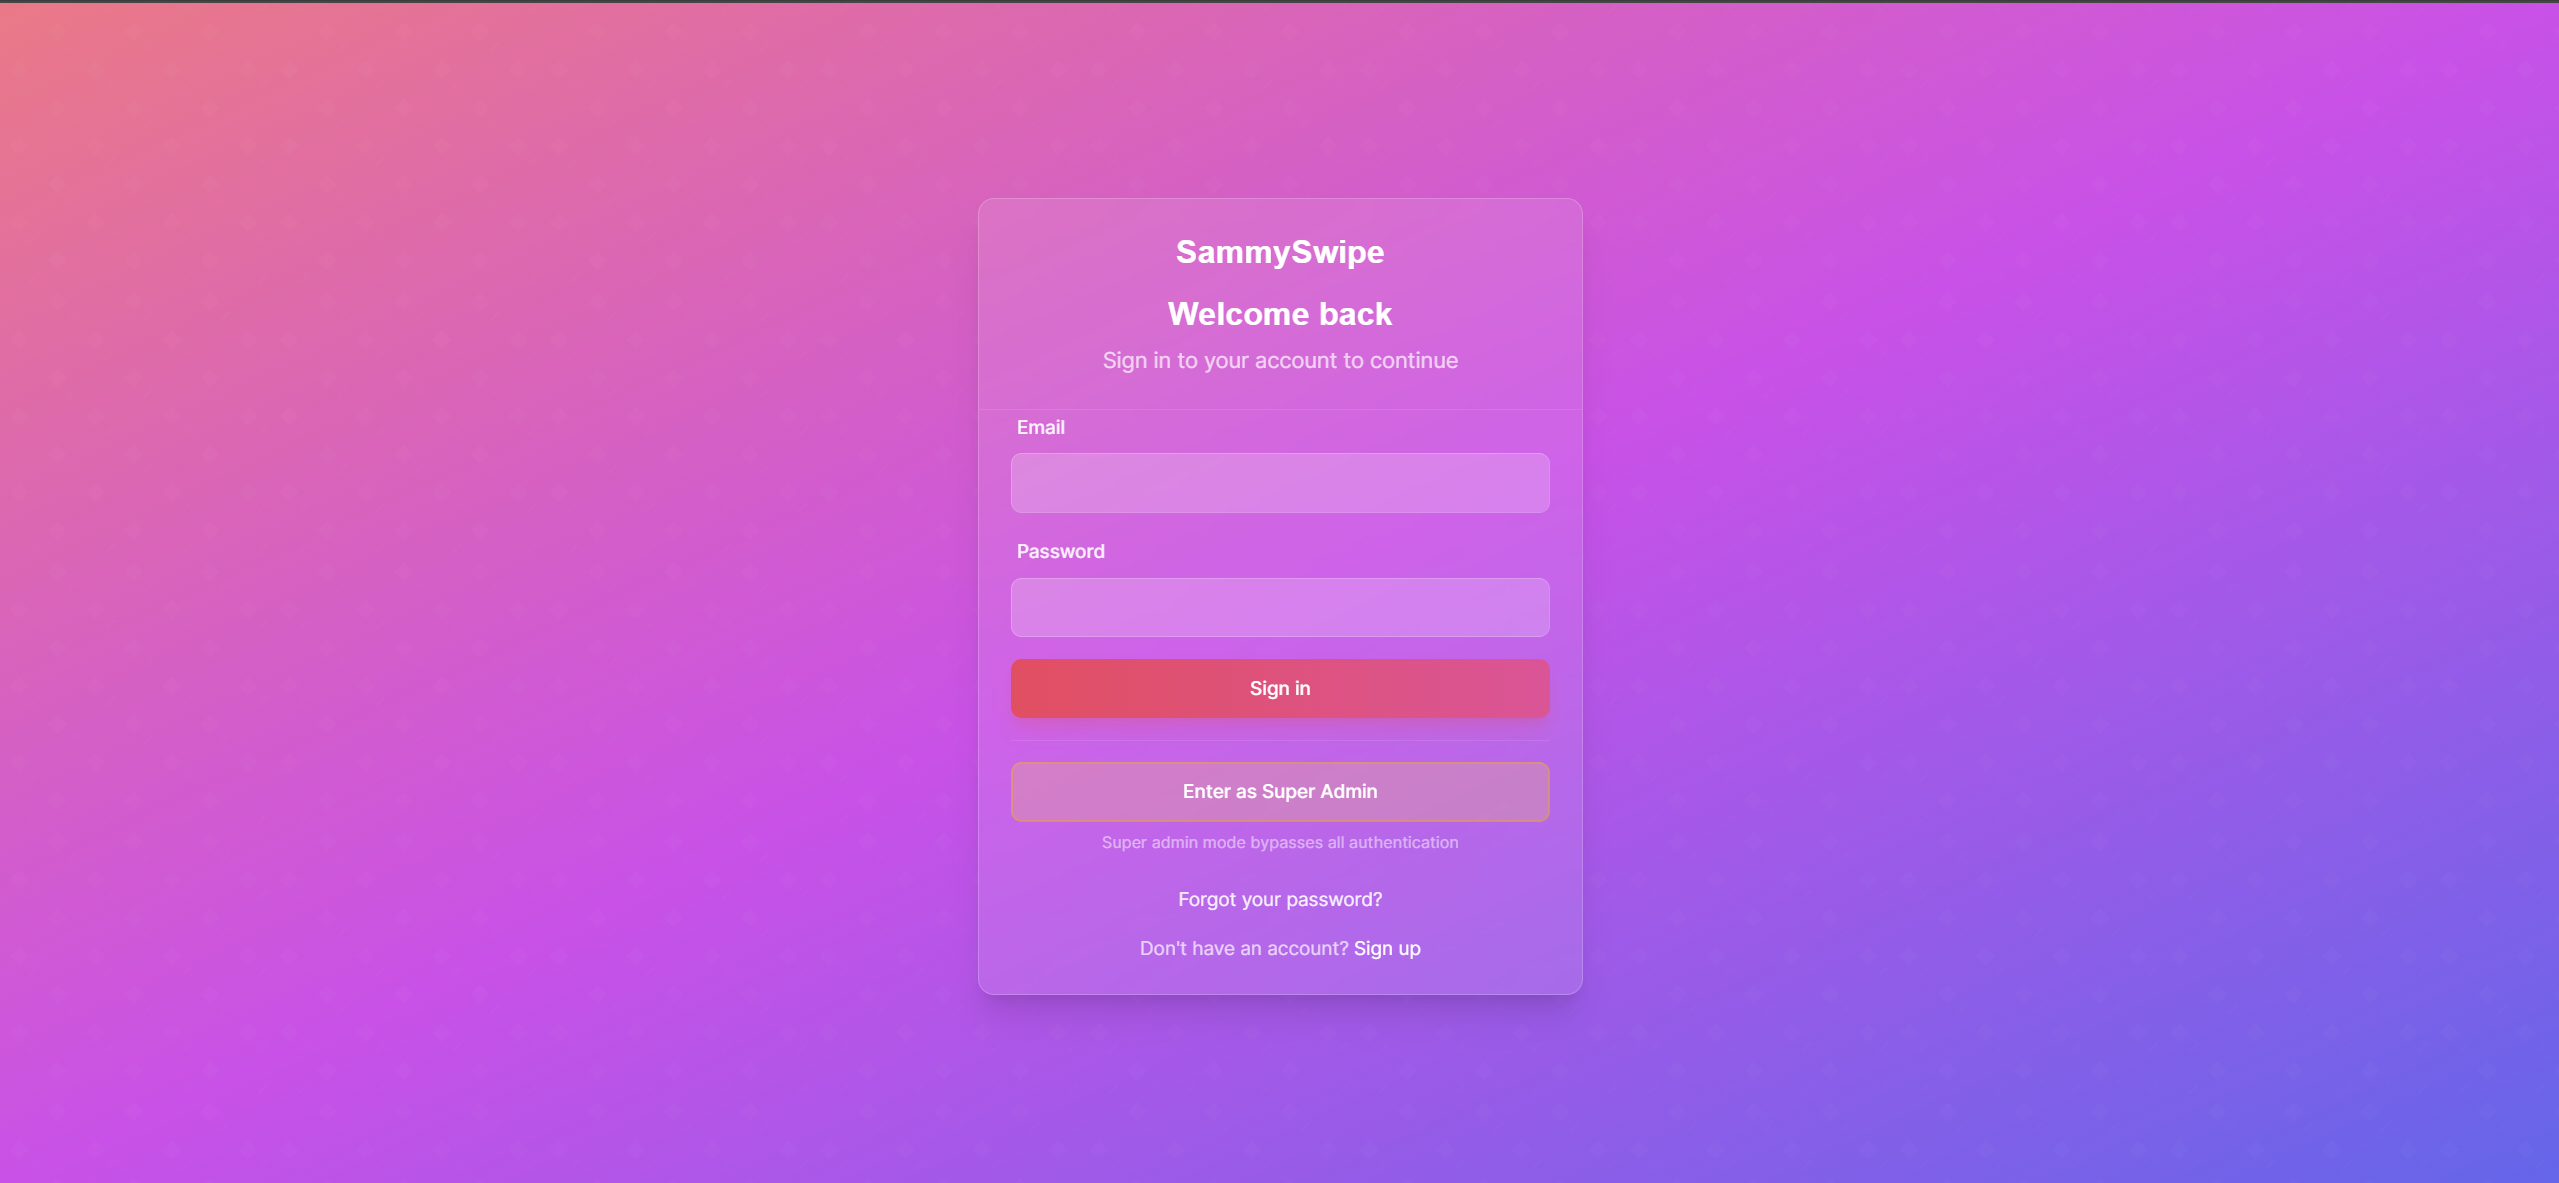 SammySwipe
Welcome back
Sign in to your account to continue
Email
Password
Sign in
Enter as Super Admin
Super admin mode bypasses all authentication
Forgot your password?
Don't have an account? Sign up